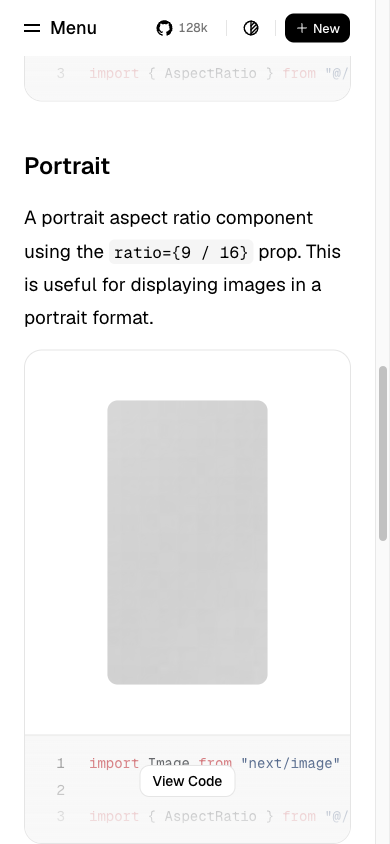 Menu
128k
New
3 import { AspectRatio } from "@/
Portrait
A portrait aspect ratio component
using the ratio={9 / 16} prop. This
is useful for displaying images in a
portrait format.
1 import Image from "next/image"
View Code
2
3 import { AspectRatio } from "@/